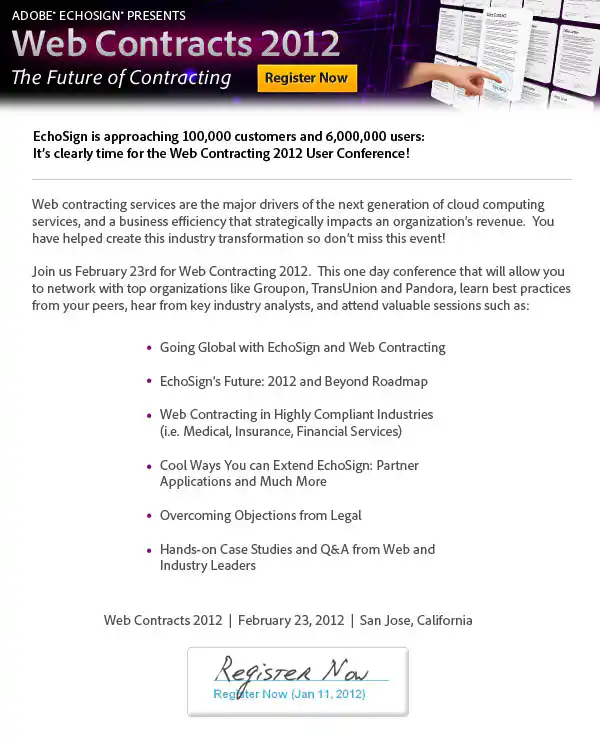 ADOBE® ECHOSIGN® PRESENTS
Web Contracts 2012
The Future of Contracting
Register Now
EchoSign is approaching 100,000 customers and 6,000,000 users:
It's clearly time for the Web Contracting 2012 User Conference!
Web contracting services are the major drivers of the next generation of cloud computing
services, and a business efficiency that strategically impacts an organization's revenue.  You
have helped create this industry transformation so don't miss this event!
Join us February 23rd for Web Contracting 2012.  This one day conference that will allow you
to network with top organizations like Groupon, TransUnion and Pandora, learn best practices
from your peers, hear from key industry analysts, and attend valuable sessions such as:
• Going Global with EchoSign and Web Contracting
• EchoSign's Future: 2012 and Beyond Roadmap
• Web Contracting in Highly Compliant Industries
(i.e. Medical, Insurance, Financial Services)
• Cool Ways You can Extend EchoSign: Partner
Applications and Much More
• Overcoming Objections from Legal
• Hands-on Case Studies and Q&A from Web and
Industry Leaders
Web Contracts 2012 | February 23, 2012 | San Jose, California
Register Now
Register Now (Jan 11, 2012)